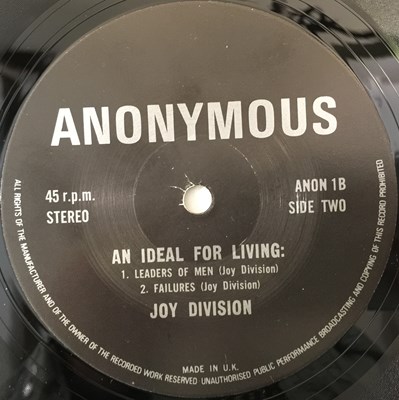 ANONYMOUS
45 r.p.m.
STEREO
ANON 1B
SIDE TWO
AN IDEAL FOR LIVING:
1. LEADERS OF MEN (Joy Division)
2. FAILURES (Joy Division)
JOY DIVISION
MADE IN U.K.
ALL RIGHTS OF THE MANUFACTURER AND OF THE OWNER OF THE RECORDED WORK RESERVED UNAUTHORISED PUBLIC PERFORMANCE BROADCASTING AND COPYING OF THIS RECORD PROHIBITED